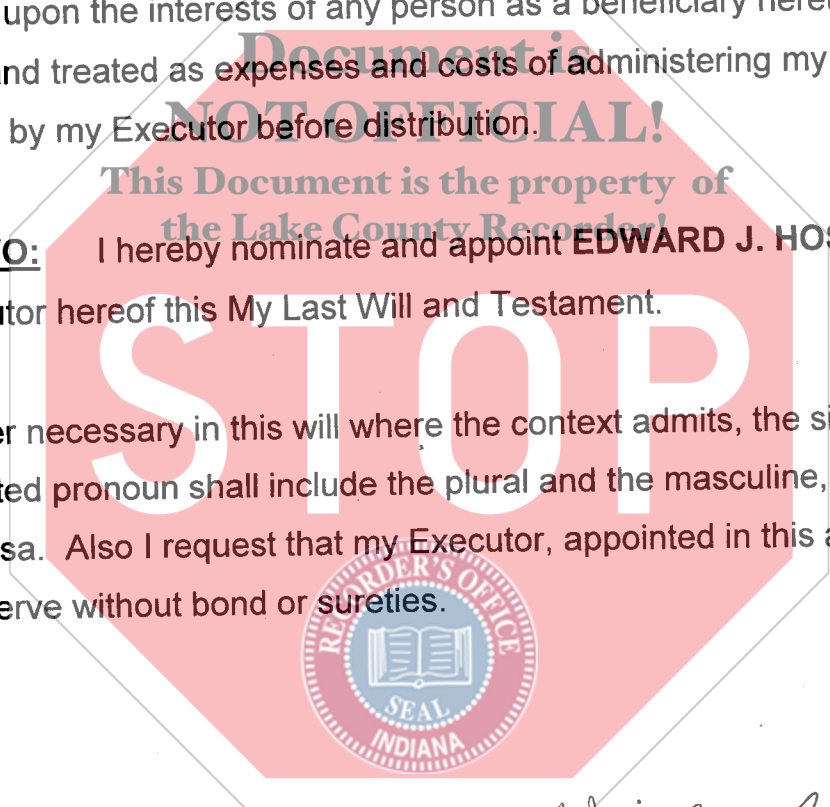 upon the interests of any person as a beneficiary
Document is
nd treated as expenses and costs of administering my
NOT OFFICIAL!
by my Executor before distribution.
This Document is the property of
the Lake County Recorder!
O: I hereby nominate and appoint EDWARD J. HOS
tor hereof this My Last Will and Testament.
STOP
er necessary in this will where the context admits, the
ted pronoun shall include the plural and the masculine,
sa. Also I request that my Executor, appointed in this
erve without bond or sureties.
RECORDER'S OFFICE
SEAL
INDIANA